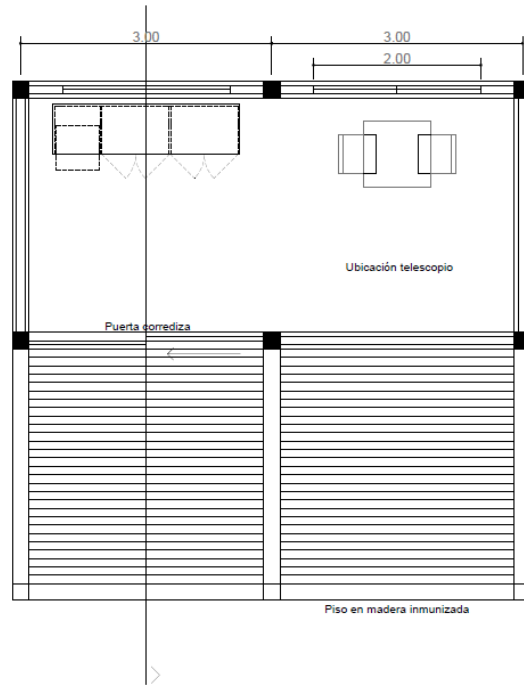 3.00
3.00
2.00
Ubicación telescopio
Puerta corrediza
Piso en madera inmunizada